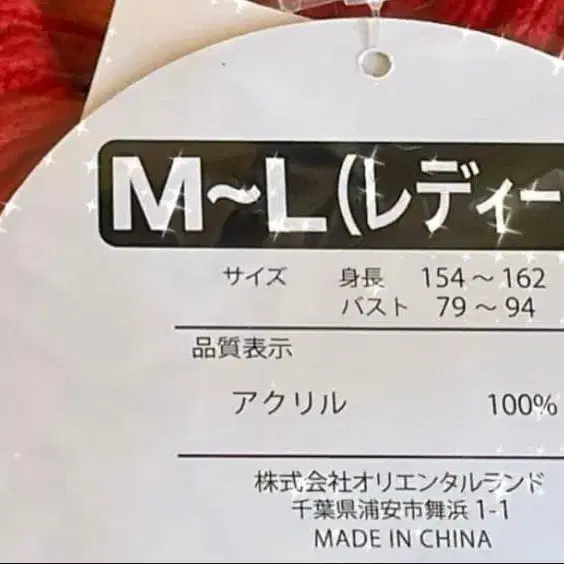 M～L(レディー
サイズ 身長 154～162
バスト 79～94
品質表示
アクリル 100%
株式会社オリエンタルランド
千葉県浦安市舞浜1-1
MADE IN CHINA